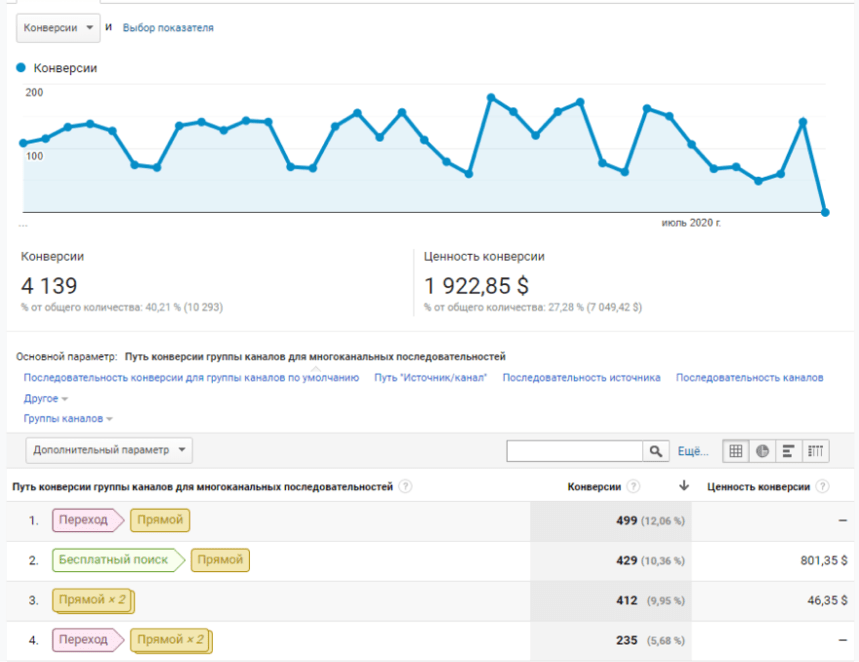 Конверсии и Выбор показателя
Конверсии
200
100
... июль 2020 г.
Конверсии Ценность конверсии
4 139 1 922,85 $
% от общего количества: 40,21 % (10 293) % от общего количества: 27,28 % (7 049,42 $)
Основной параметр: Путь конверсии группы каналов для многоканальных последовательностей
Последовательность конверсии для группы каналов по умолчанию Путь "Источник/канал" Последовательность источника Последовательность каналов
Другое
Группы каналов
Дополнительный параметр Ещё...
Путь конверсии группы каналов для многоканальных последовательностей ? Конверсии ? ↓ Ценность конверсии ?
1. Переход Прямой 499 (12,06 %) –
2. Бесплатный поиск Прямой 429 (10,36 %) 801,35 $
3. Прямой × 2 412 (9,95 %) 46,35 $
4. Переход Прямой × 2 235 (5,68 %) –